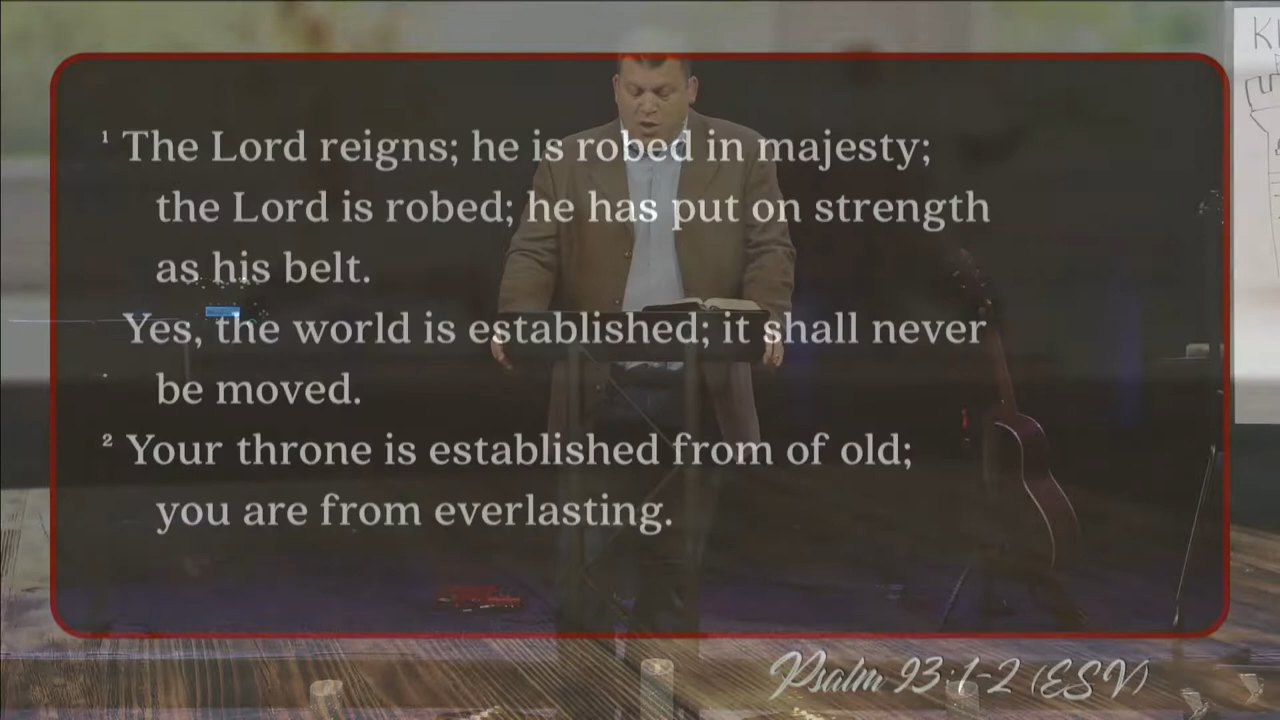 ¹ The Lord reigns; he is robed in majesty;
the Lord is robed; he has put on strength
as his belt.
Yes, the world is established; it shall never
be moved.
² Your throne is established from of old;
you are from everlasting.
Psalm 93:1-2 (ESV)